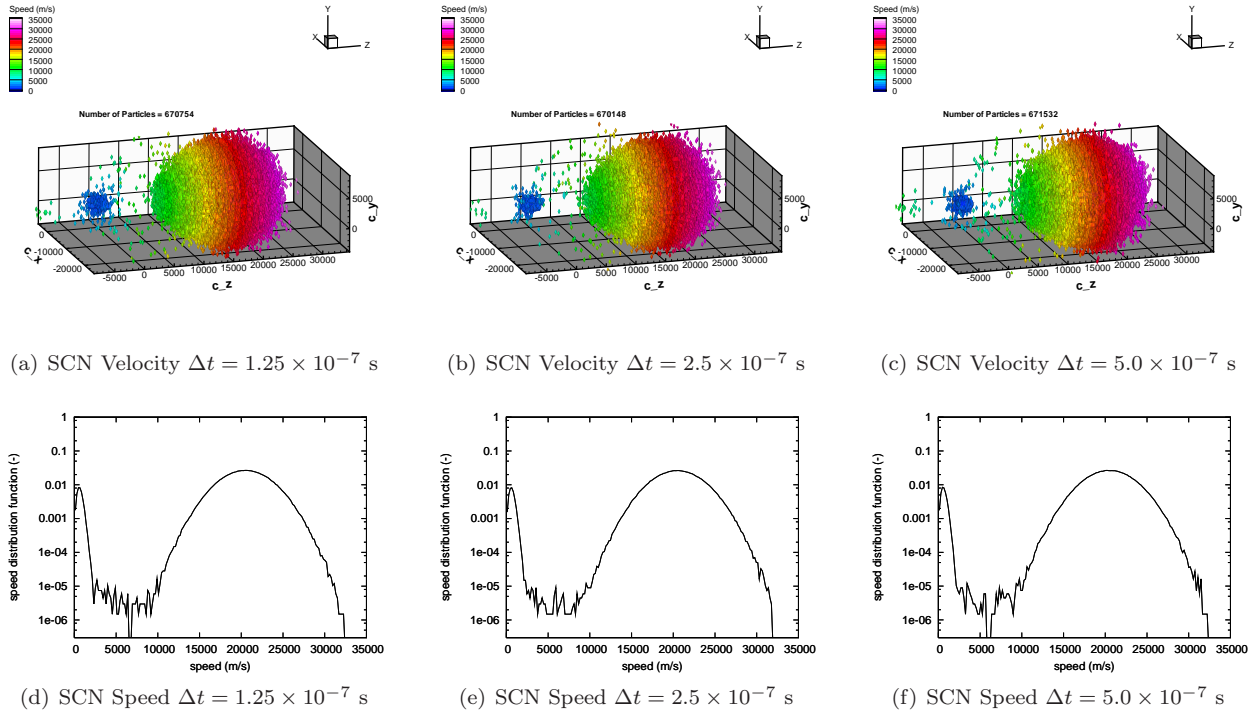 Speed (m/s)
35000
30000
25000
20000
15000
10000
5000
0
Y
X
Z
Number of Particles = 670754
5000
0
c_y
0
-10000
-20000
c_x
-5000
0
5000
10000
15000
20000
25000
30000
c_z
(a) SCN Velocity Δt = 1.25 × 10⁻⁷ s
Speed (m/s)
35000
30000
25000
20000
15000
10000
5000
0
Y
X
Z
Number of Particles = 670148
5000
0
c_y
0
-10000
-20000
c_x
-5000
0
5000
10000
15000
20000
25000
30000
c_z
(b) SCN Velocity Δt = 2.5 × 10⁻⁷ s
Speed (m/s)
35000
30000
25000
20000
15000
10000
5000
0
Y
X
Z
Number of Particles = 671532
5000
0
c_y
0
-10000
-20000
c_x
-5000
0
5000
10000
15000
20000
25000
30000
c_z
(c) SCN Velocity Δt = 5.0 × 10⁻⁷ s
speed distribution function (-)
1
0.1
0.01
0.001
1e-04
1e-05
1e-06
0 5000 10000 15000 20000 25000 30000 35000
speed (m/s)
(d) SCN Speed Δt = 1.25 × 10⁻⁷ s
speed distribution function (-)
1
0.1
0.01
0.001
1e-04
1e-05
1e-06
0 5000 10000 15000 20000 25000 30000 35000
speed (m/s)
(e) SCN Speed Δt = 2.5 × 10⁻⁷ s
speed distribution function (-)
1
0.1
0.01
0.001
1e-04
1e-05
1e-06
0 5000 10000 15000 20000 25000 30000 35000
speed (m/s)
(f) SCN Speed Δt = 5.0 × 10⁻⁷ s